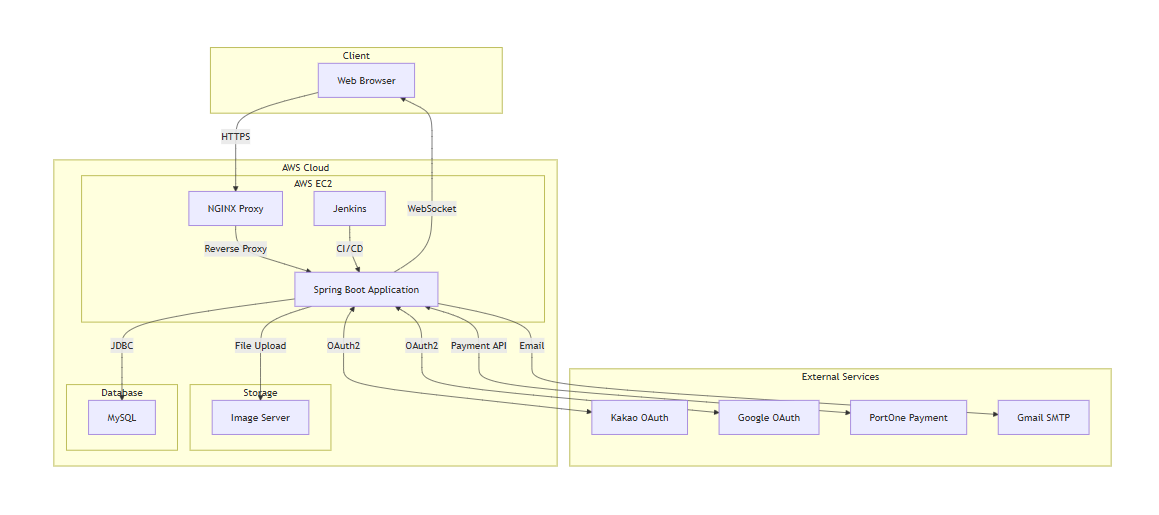 Client
Web Browser
HTTPS
AWS Cloud
AWS EC2
NGINX Proxy
Jenkins
WebSocket
Reverse Proxy
CI/CD
Spring Boot Application
JDBC
File Upload
OAuth2
OAuth2
Payment API
Email
External Services
Database
Storage
MySQL
Image Server
Kakao OAuth
Google OAuth
PortOne Payment
Gmail SMTP